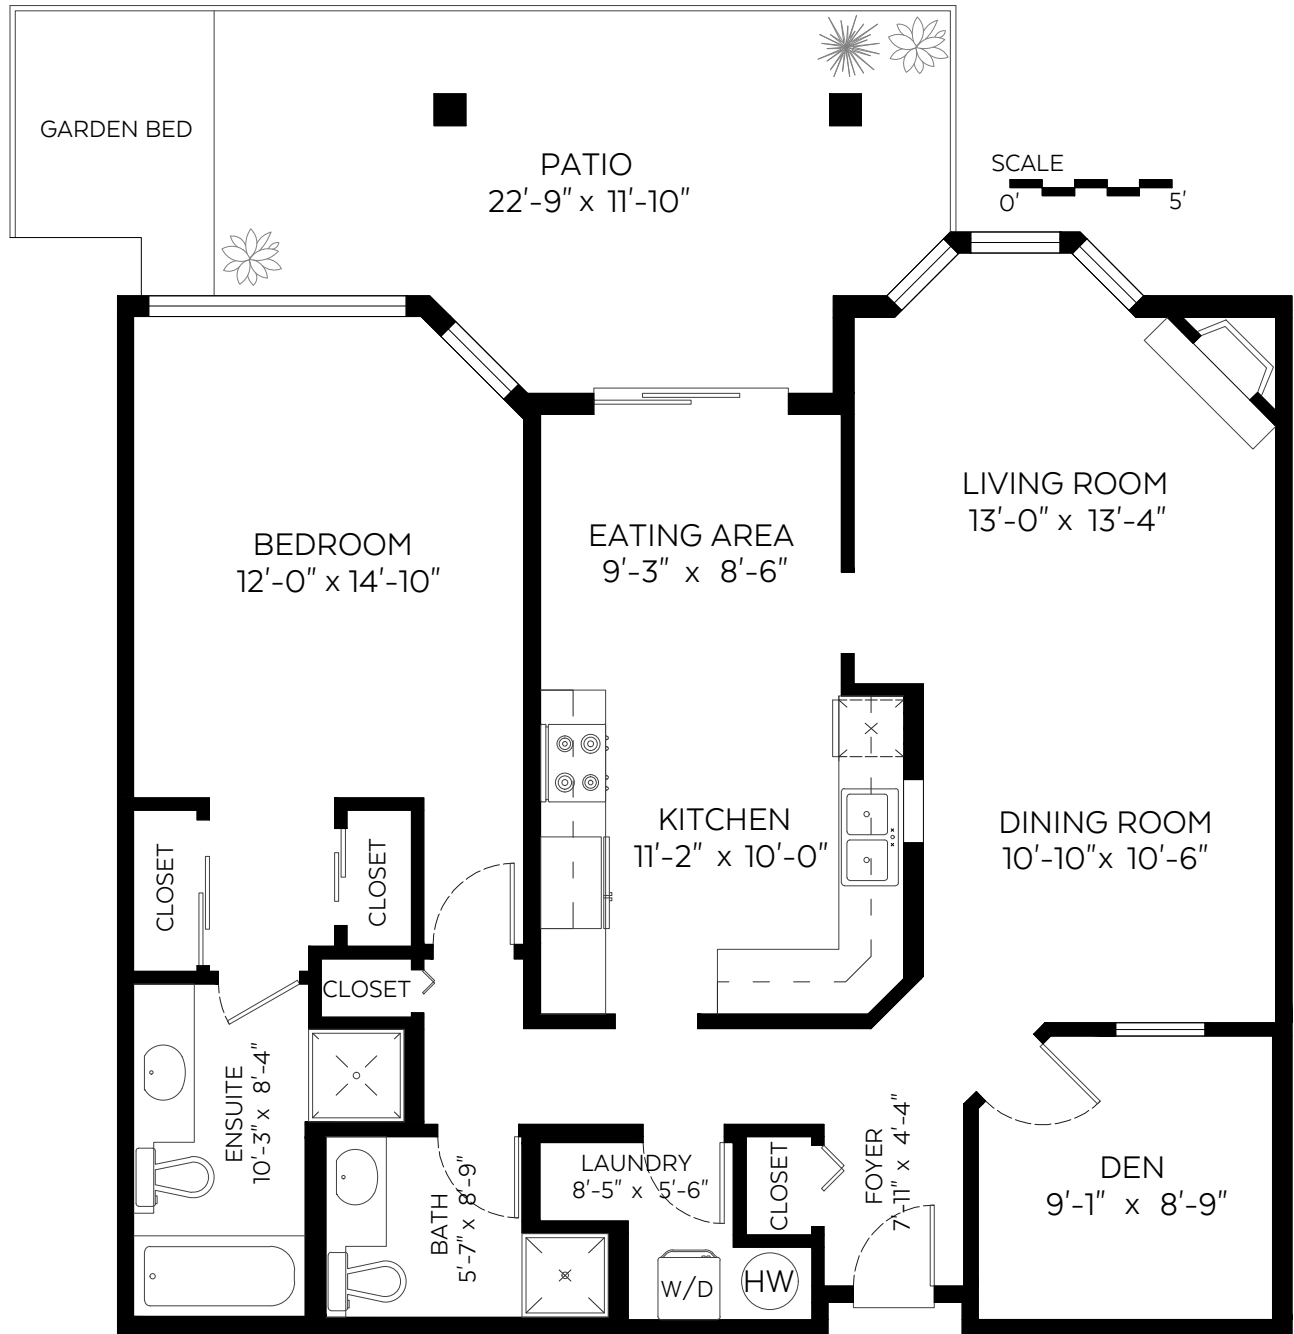 GARDEN BED
PATIO
22'-9" x 11'-10"
SCALE
0' 5'
LIVING ROOM
13'-0" x 13'-4"
EATING AREA
9'-3" x 8'-6"
BEDROOM
12'-0" x 14'-10"
KITCHEN
11'-2" x 10'-0"
DINING ROOM
10'-10" x 10'-6"
CLOSET
CLOSET
CLOSET
ENSUITE
10'-3" x 8'-4"
BATH
5'-7" x 8'-9"
LAUNDRY
8'-5" x 5'-6"
W/D
HW
CLOSET
FOYER
7'-11" x 4'-4"
DEN
9'-1" x 8'-9"